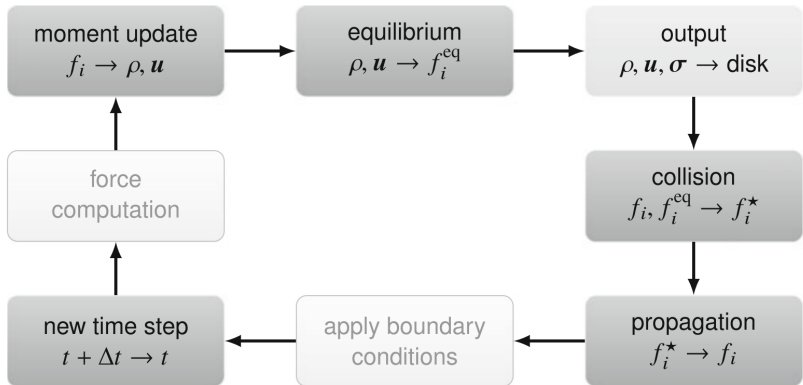 moment update
f_i → ρ, u
equilibrium
ρ, u → f_i^eq
output
ρ, u, σ → disk
force
computation
collision
f_i, f_i^eq → f_i^★
new time step
t + Δt → t
apply boundary
conditions
propagation
f_i^★ → f_i